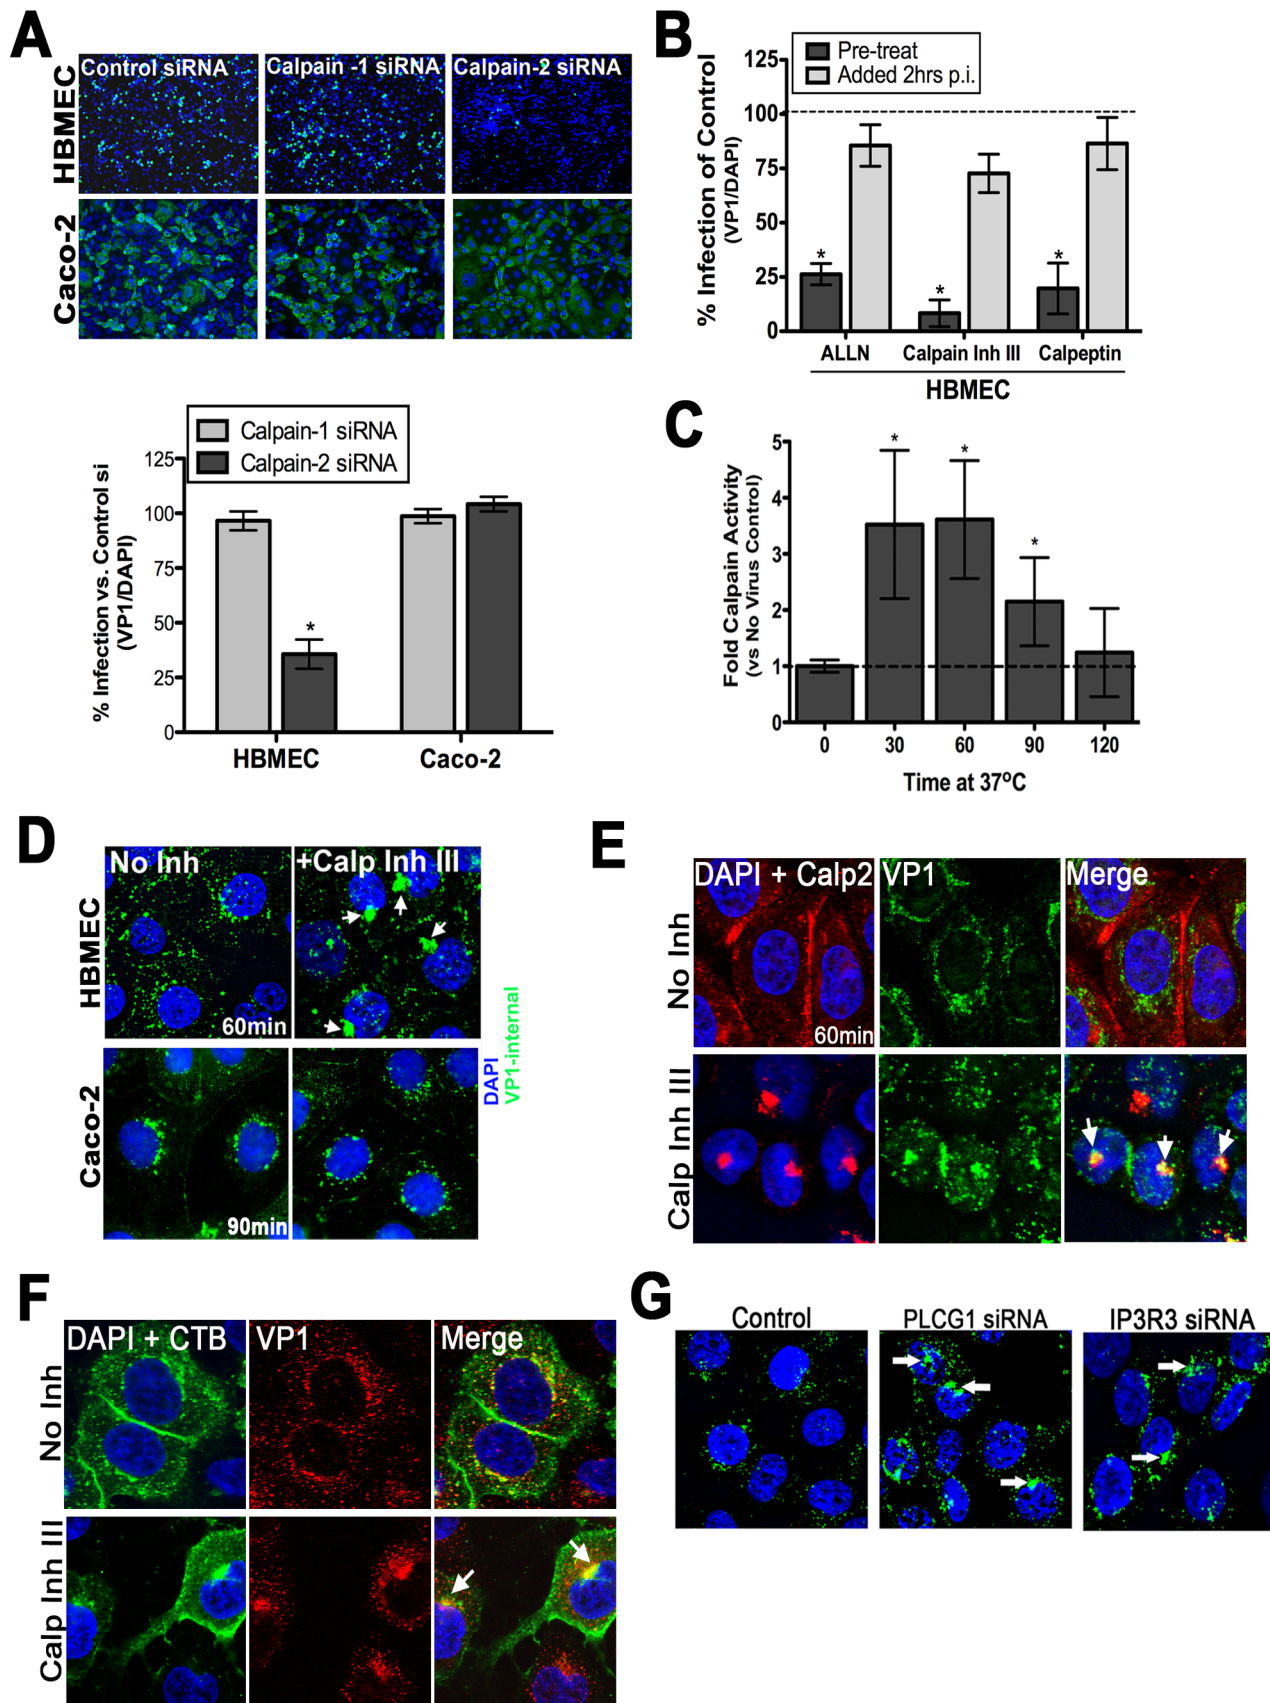 A
Control siRNA
Calpain -1 siRNA
Calpain-2 siRNA
HBMEC
Caco-2
Calpain-1 siRNA
Calpain-2 siRNA
% Infection vs. Control si
(VP1/DAPI)
125
100
75
50
25
0
*
HBMEC
Caco-2
B
Pre-treat
Added 2hrs p.i.
% Infection of Control
(VP1/DAPI)
125
100
75
50
25
0
*
*
*
ALLN
Calpain Inh III
Calpeptin
HBMEC
C
Fold Calpain Activity
(vs No Virus Control)
5
4
3
2
1
0
*
*
*
0
30
60
90
120
Time at 37ºC
D
No Inh
+Calp Inh III
HBMEC
60min
Caco-2
90min
DAPI
VP1-internal
E
DAPI + Calp2
VP1
Merge
No Inh
60min
Calp Inh III
F
DAPI + CTB
VP1
Merge
No Inh
Calp Inh III
G
Control
PLCG1 siRNA
IP3R3 siRNA